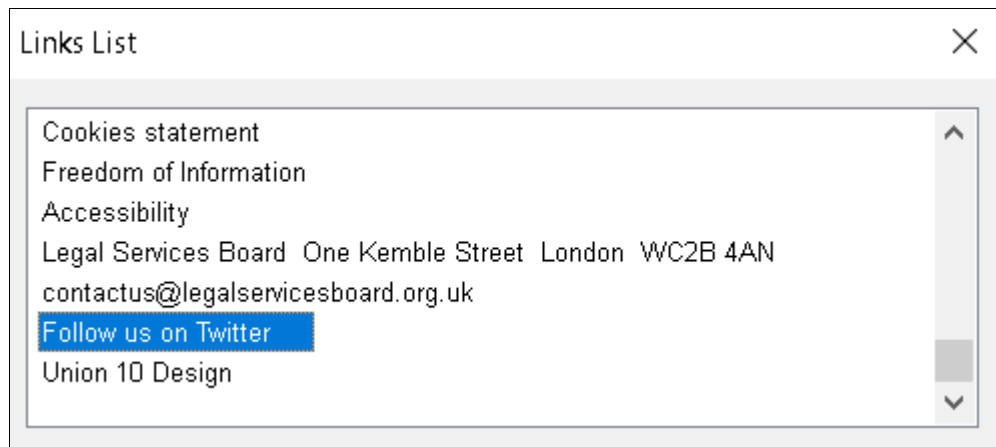 Links List
Cookies statement
Freedom of Information
Accessibility
Legal Services Board  One Kemble Street  London  WC2B 4AN
contactus@legalservicesboard.org.uk
Follow us on Twitter
Union 10 Design